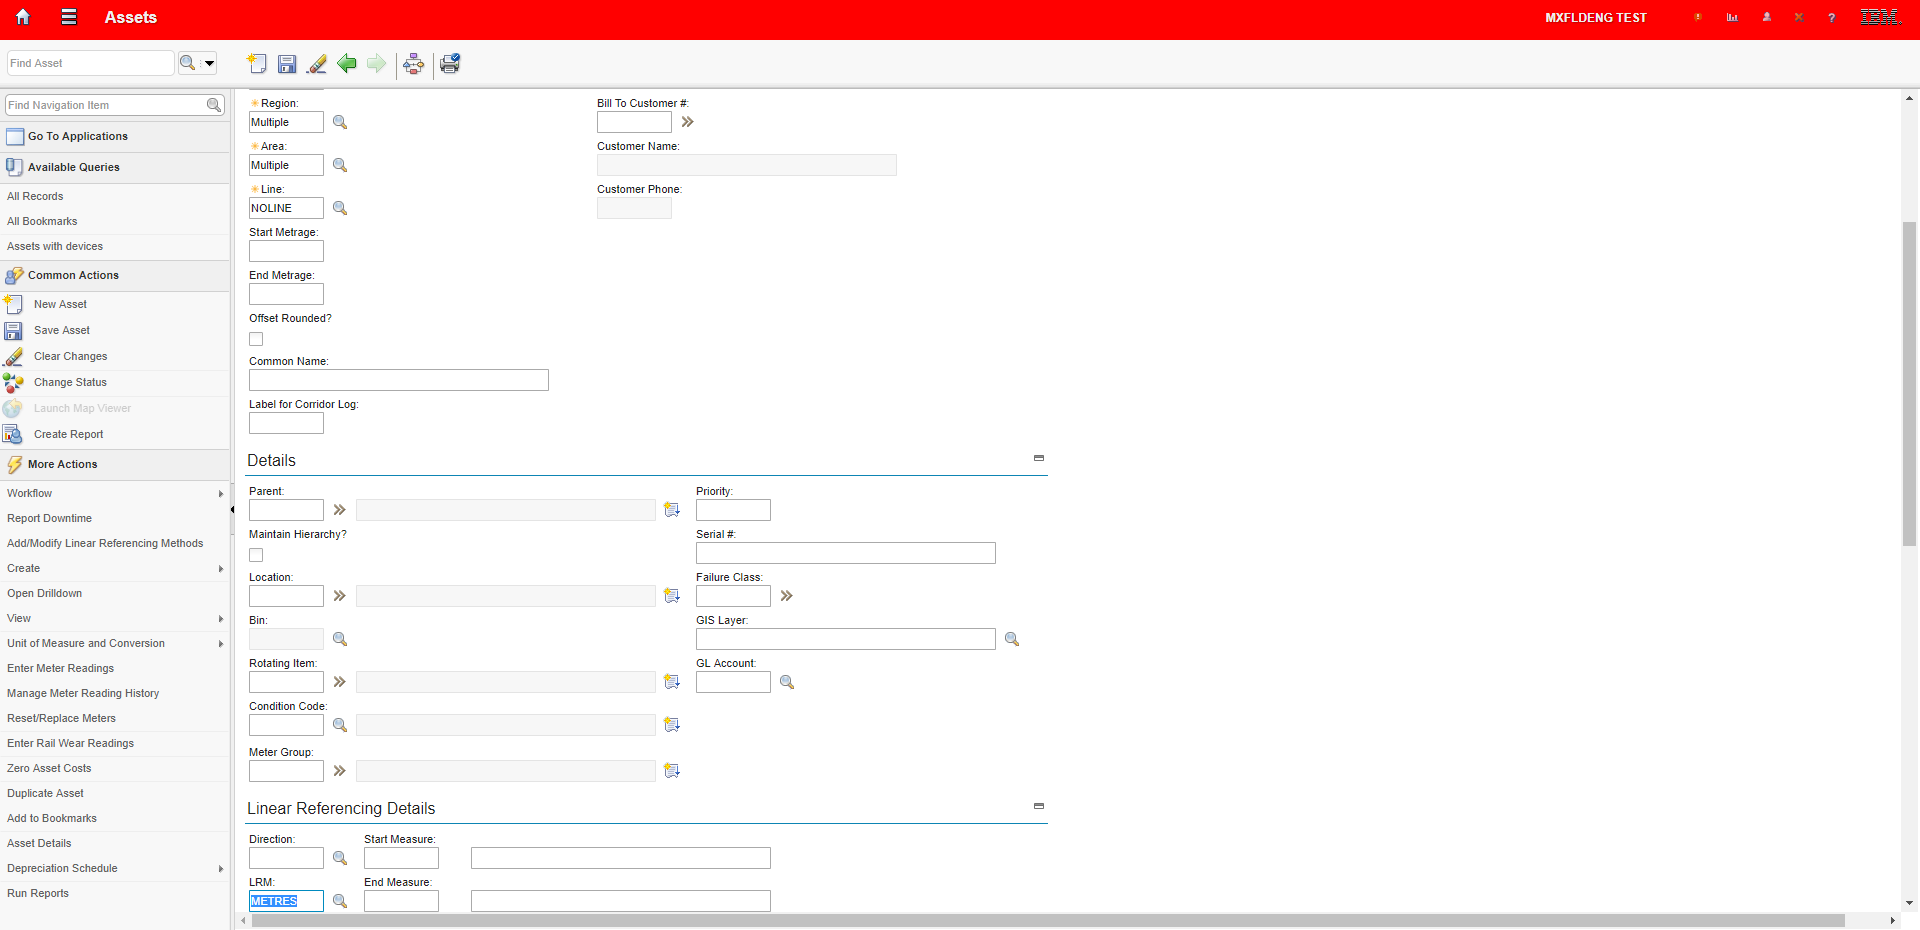 Assets
MXFLDENG TEST
?
IBM.
Find Asset
Find Navigation Item
Go To Applications
Available Queries
All Records
All Bookmarks
Assets with devices
Common Actions
New Asset
Save Asset
Clear Changes
Change Status
Launch Map Viewer
Create Report
More Actions
Workflow
Report Downtime
Add/Modify Linear Referencing Methods
Create
Open Drilldown
View
Unit of Measure and Conversion
Enter Meter Readings
Manage Meter Reading History
Reset/Replace Meters
Enter Rail Wear Readings
Zero Asset Costs
Duplicate Asset
Add to Bookmarks
Asset Details
Depreciation Schedule
Run Reports
Region:
Multiple
Bill To Customer #:
Area:
Multiple
Customer Name:
Line:
NOLINE
Customer Phone:
Start Metrage:
End Metrage:
Offset Rounded?
Common Name:
Label for Corridor Log:
Details
Parent:
Priority:
Maintain Hierarchy?
Serial #:
Location:
Failure Class:
Bin:
GIS Layer:
Rotating Item:
GL Account:
Condition Code:
Meter Group:
Linear Referencing Details
Direction:
Start Measure:
LRM:
End Measure:
METRES